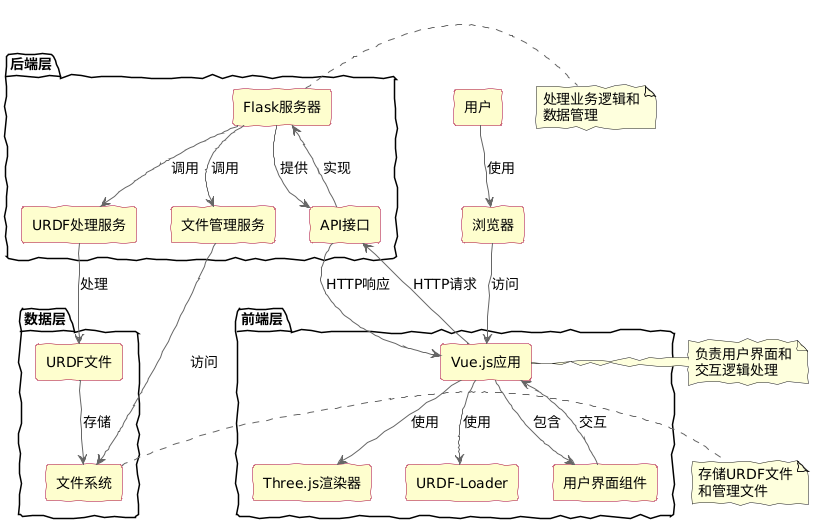 后端层
Flask服务器
用户
处理业务逻辑和
数据管理
调用
调用
提供
实现
使用
URDF处理服务
文件管理服务
API接口
浏览器
处理
HTTP响应
HTTP请求
访问
数据层
前端层
URDF文件
访问
Vue.js应用
负责用户界面和
交互逻辑处理
存储
使用
使用
包含
交互
文件系统
Three.js渲染器
URDF-Loader
用户界面组件
存储URDF文件
和管理文件